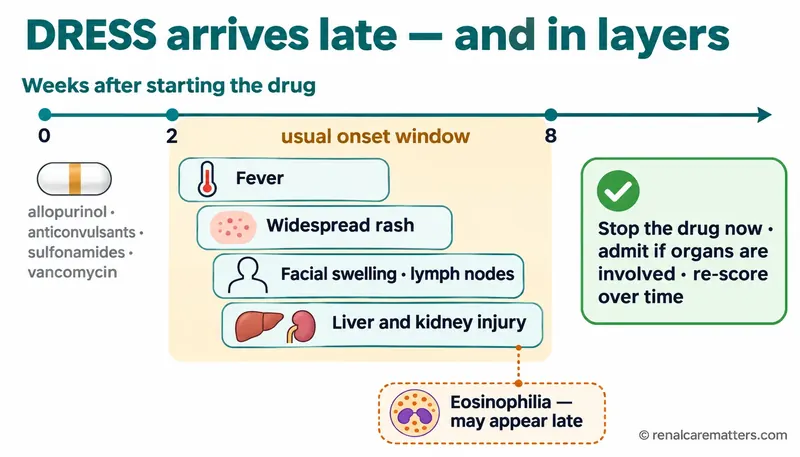 DRESS arrives late — and in layers
Weeks after starting the drug
0
2
usual onset window
8
allopurinol ·
anticonvulsants ·
sulfonamides ·
vancomycin
Fever
Widespread rash
Facial swelling · lymph nodes
Liver and kidney injury
Eosinophilia —
may appear late
Stop the drug now ·
admit if organs are
involved · re-score
over time
© renalcarematters.com